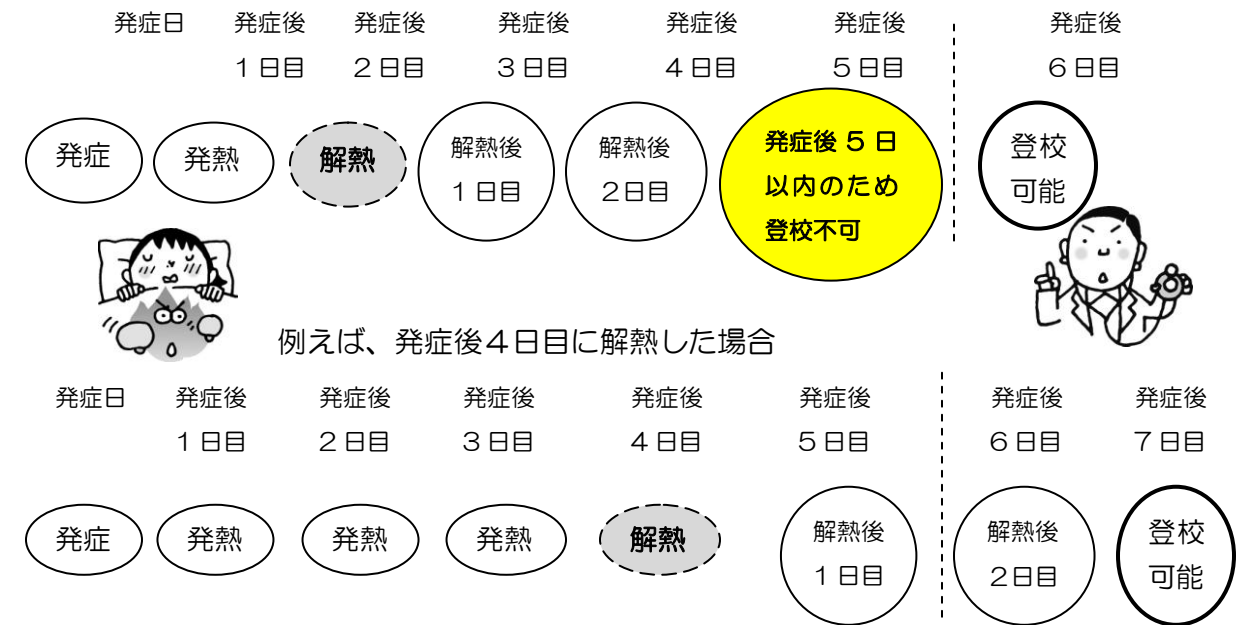 発症日 発症後 発症後 発症後 発症後 発症後 発症後
１日目 ２日目 ３日目 ４日目 ５日目 ６日目
発症 発熱 解熱 解熱後 解熱後 発症後５日 登校
１日目 ２日目 以内のため 可能
登校不可
例えば、発症後４日目に解熱した場合
発症日 発症後 発症後 発症後 発症後 発症後 発症後 発症後
１日目 ２日目 ３日目 ４日目 ５日目 ６日目 ７日目
発症 発熱 発熱 発熱 解熱 解熱後 解熱後 登校
１日目 ２日目 可能